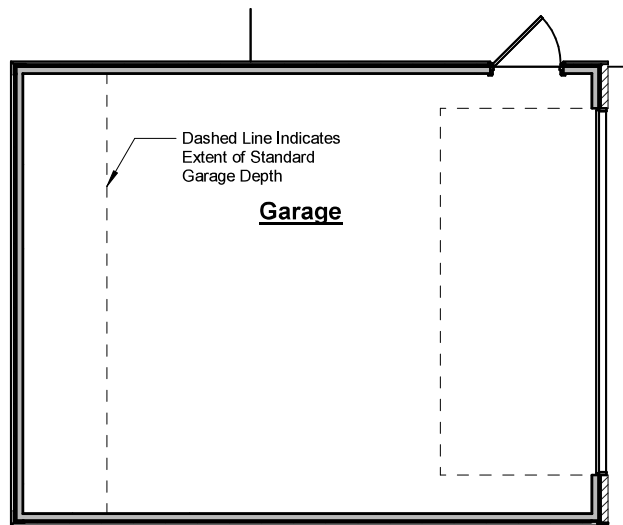 Dashed Line Indicates
Extent of Standard
Garage Depth
Garage